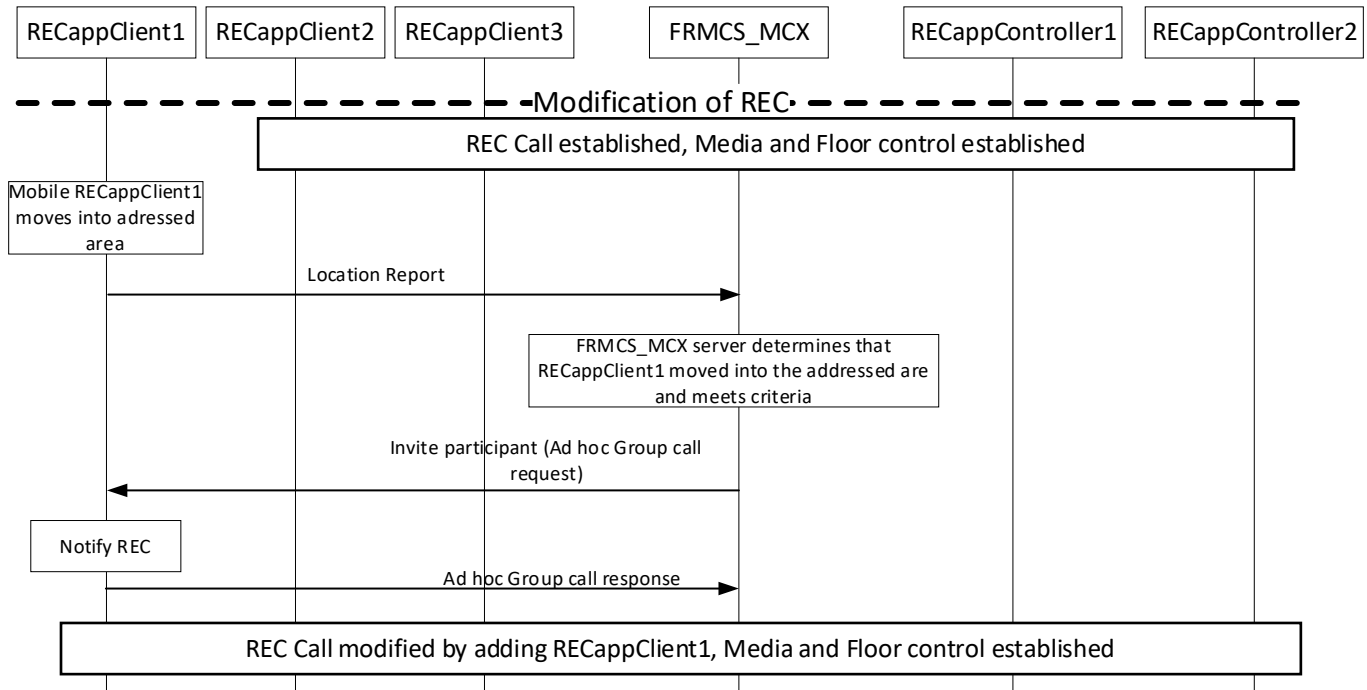 RECappClient1 RECappClient2 RECappClient3 FRMCS_MCX RECappController1 RECappController2
Modification of REC
REC Call established, Media and Floor control established
Mobile RECappClient1
moves into adressed
area
Location Report
FRMCS_MCX server determines that
RECappClient1 moved into the addressed are
and meets criteria
Invite participant (Ad hoc Group call
request)
Notify REC
Ad hoc Group call response
REC Call modified by adding RECappClient1, Media and Floor control established